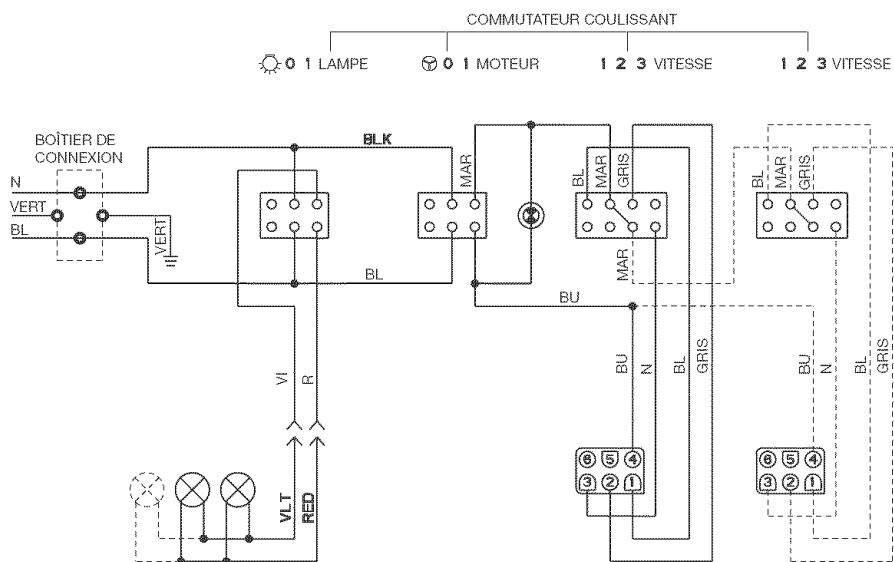 COMMUTATEUR COULISSANT
0 1 LAMPE
0 1 MOTEUR
1 2 3 VITESSE
1 2 3 VITESSE
BOÎTIER DE
CONNEXION
BLK
MAR
BL
MAR
GRIS
BL
MAR
GRIS
N
VERT
BL
VERT
BL
MAR
BU
VI
R
BU
N
BL
GRIS
BU
N
BL
GRIS
6 5 4
3 2 1
6 5 4
3 2 1
VLT
RED